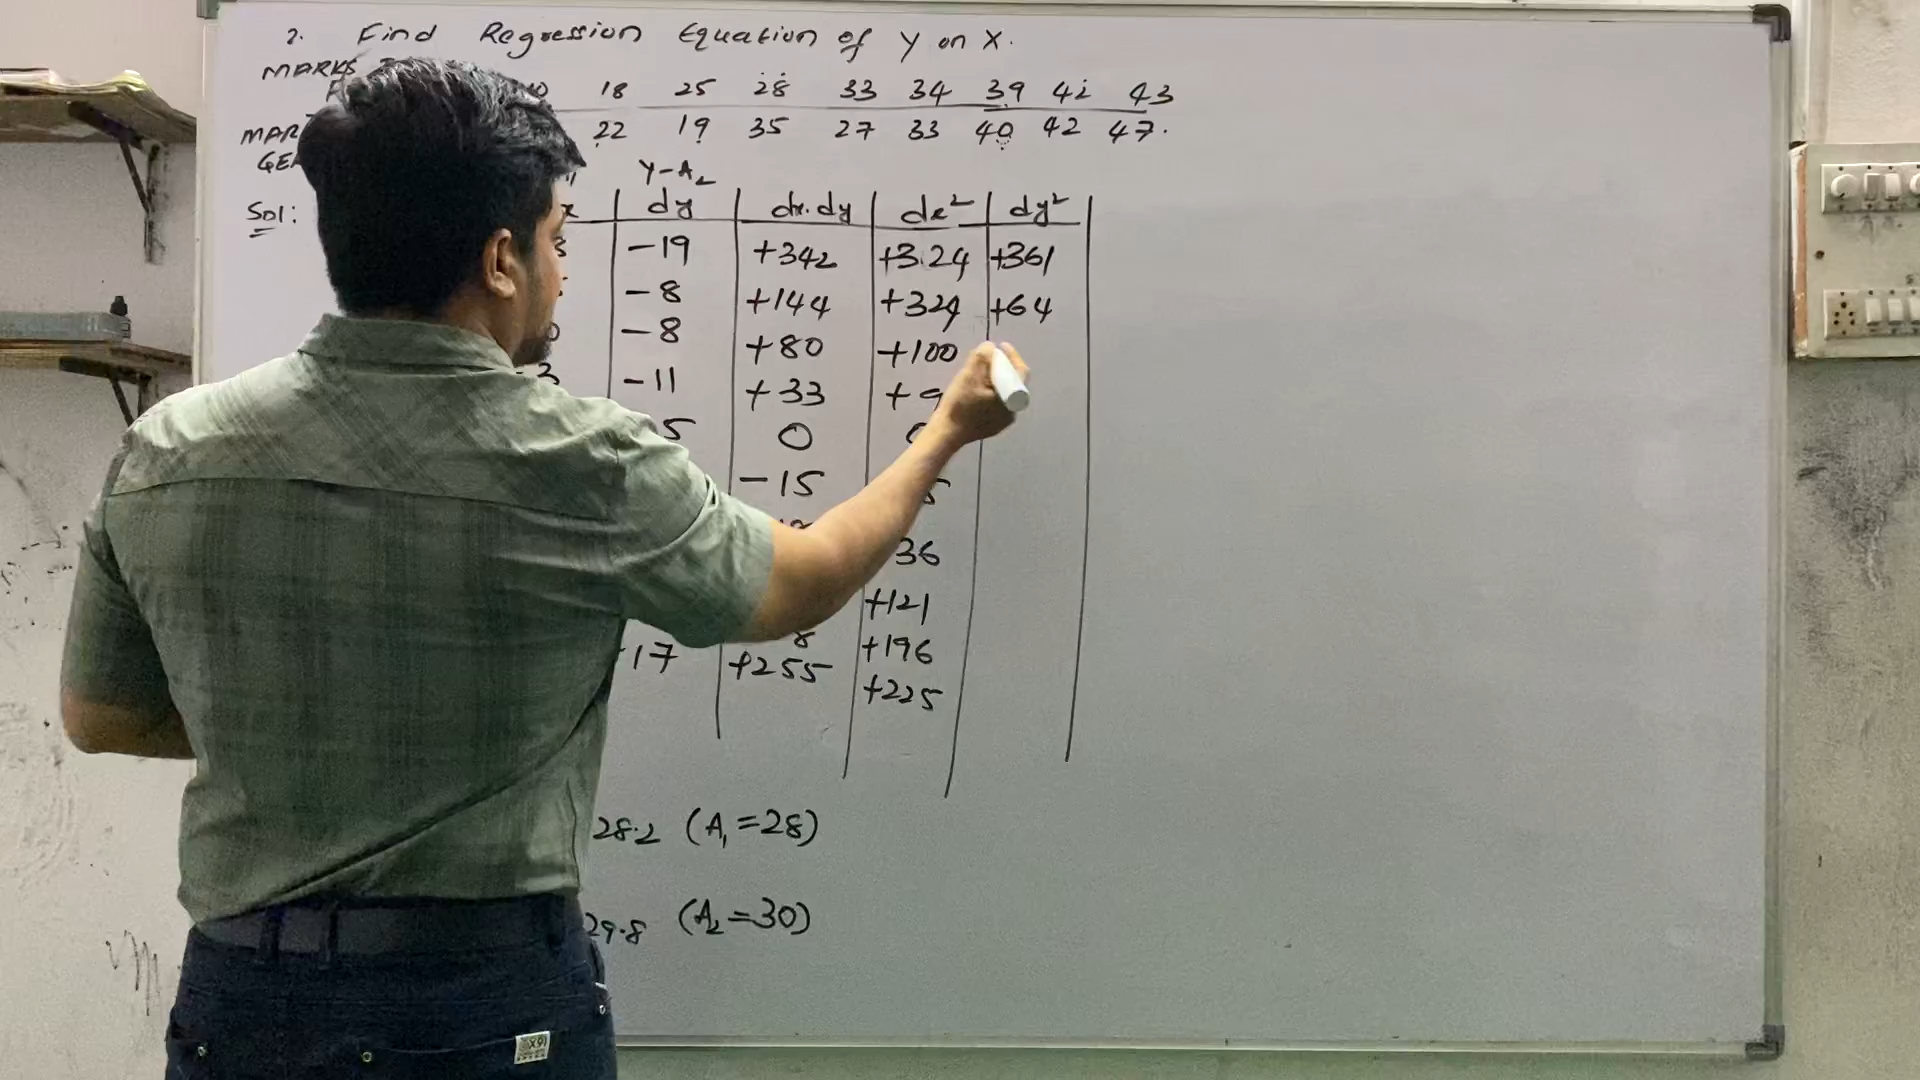 2. Find Regression Equation of Y on X.
MARKS
18 25 28 33 34 39 42 43
MAR 22 19 35 27 33 40 42 47.
GE
Y-A₂
Sol: x dy dx.dy dx² dy²
-19 +342 +324 +361
-8 +144 +324 +64
-8 +80 +100
-3 -11 +33 +9
5 0 0
-15 5
36
+121
8 +196
17 +255 +225
28.2 (A₁=28)
29.8 (A₂=30)